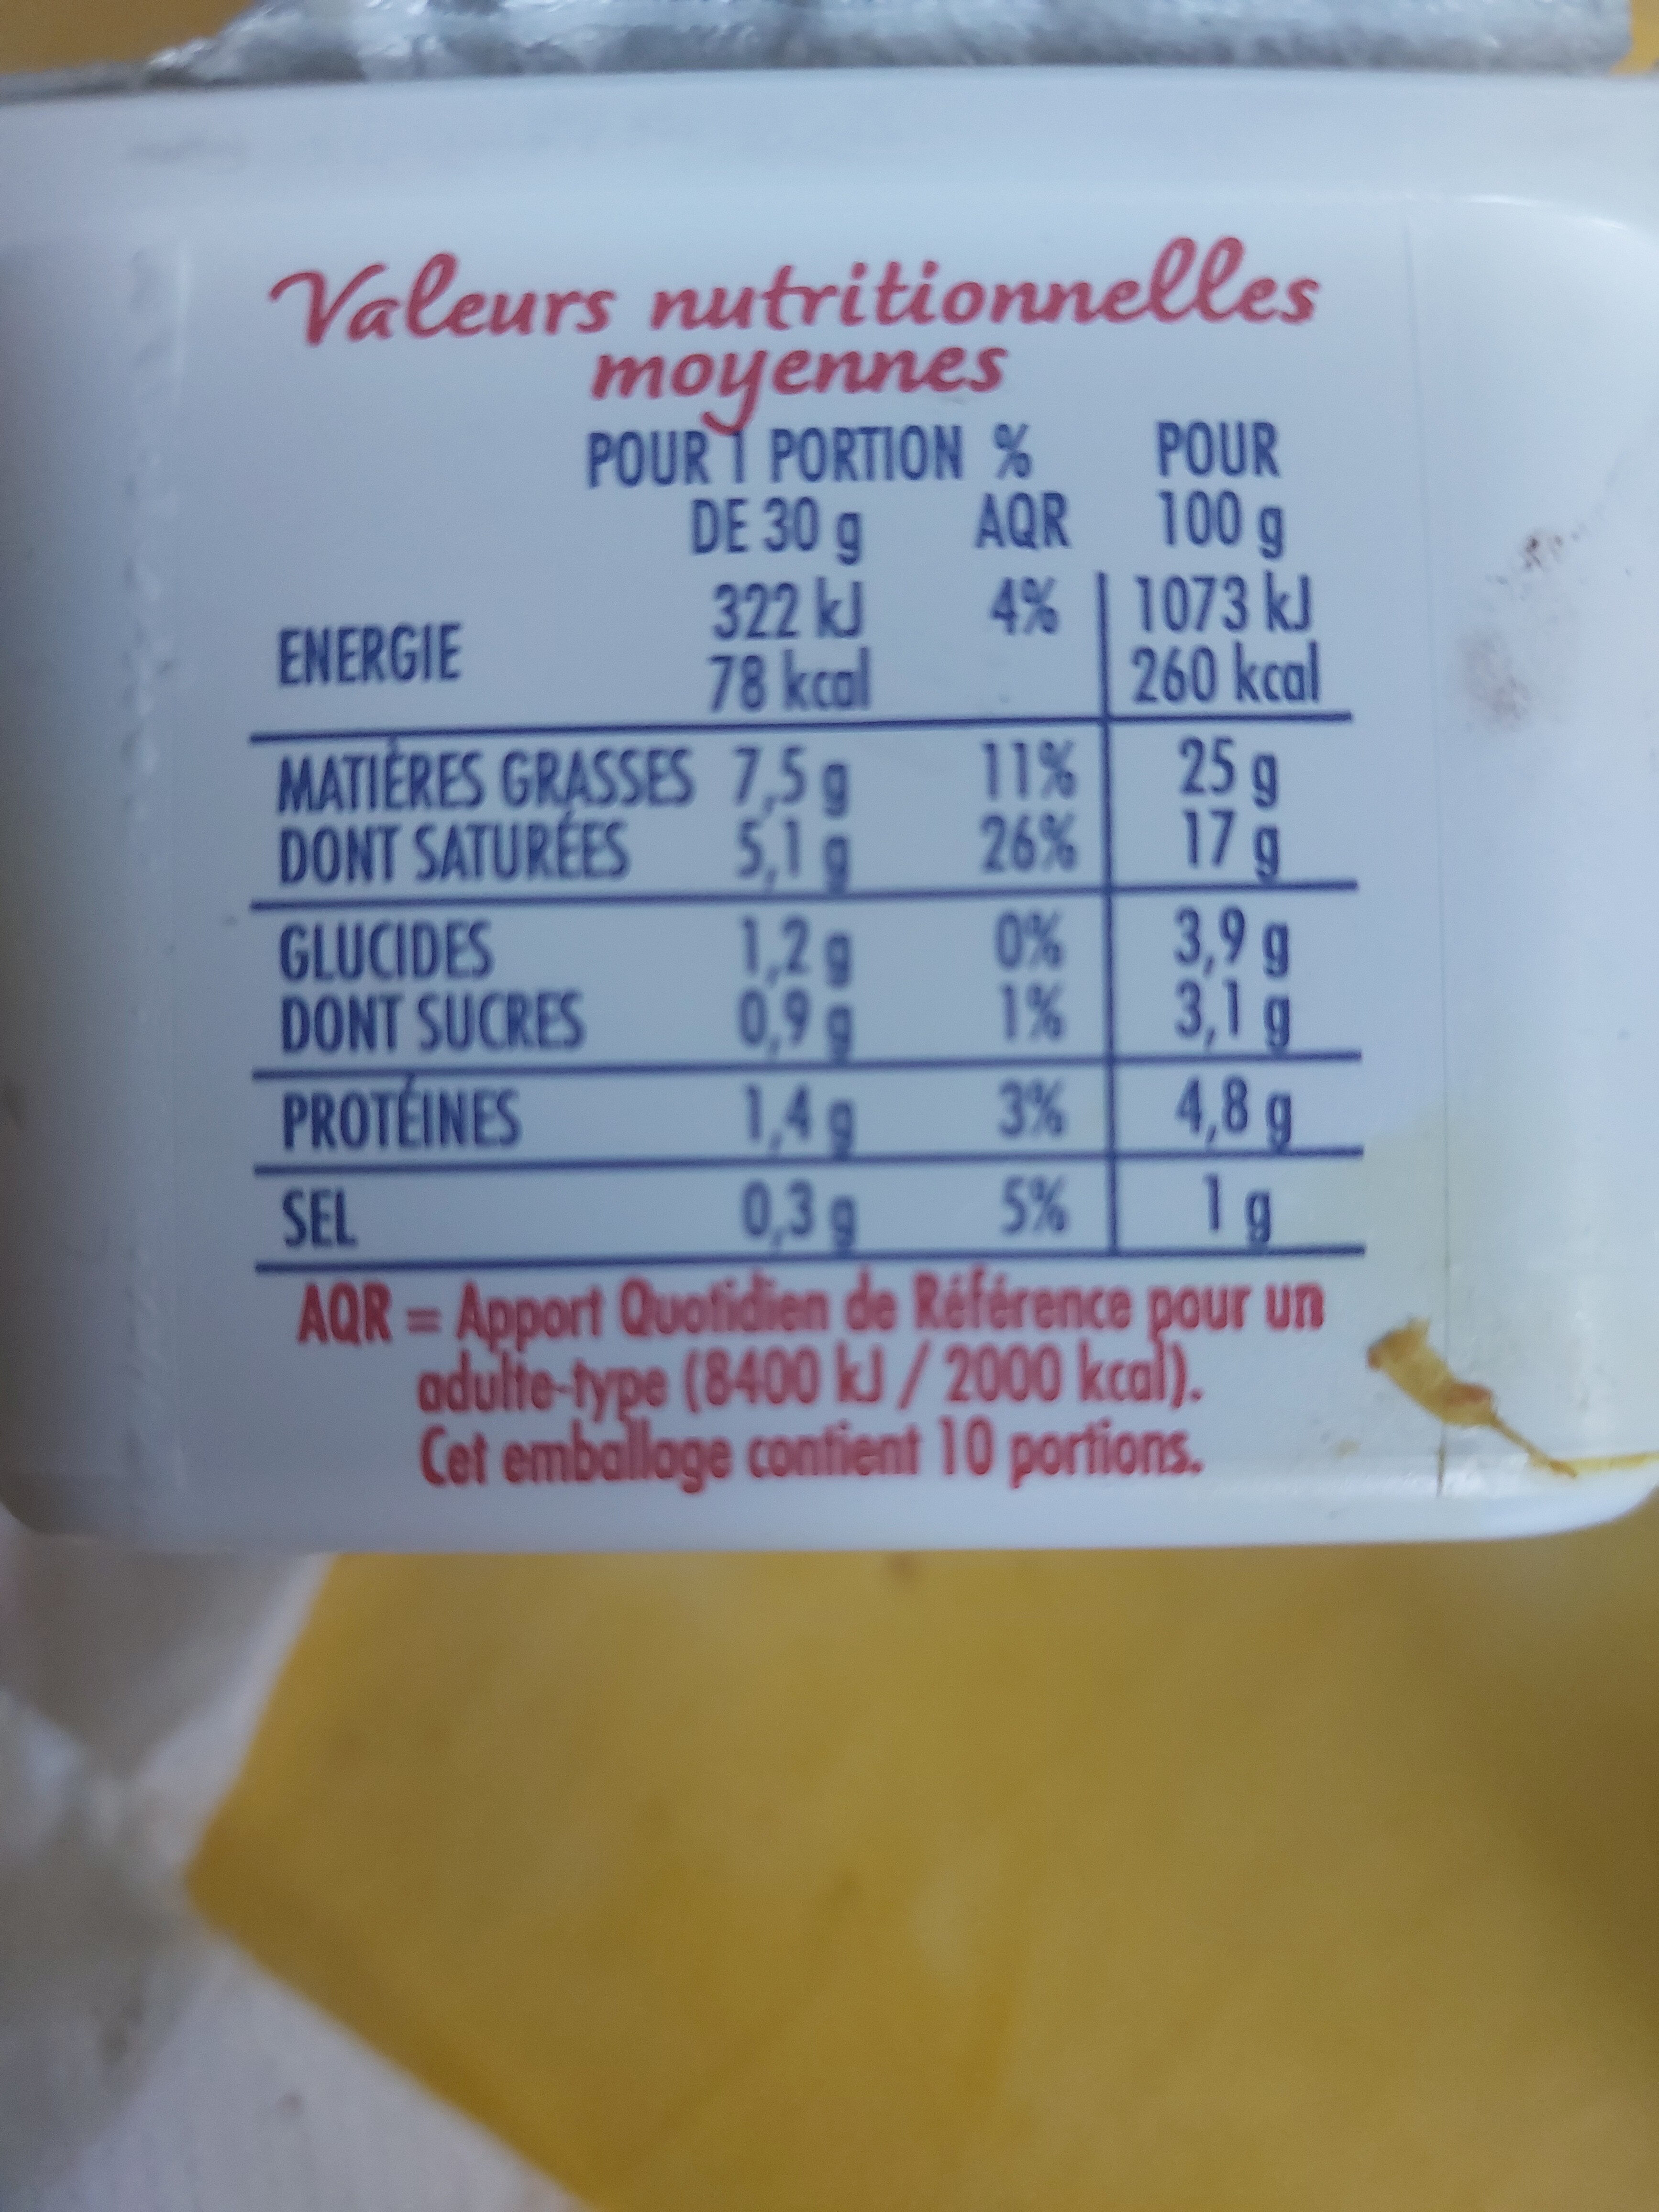 Valeurs nutritionnelles
moyennes
POUR 1 PORTION % POUR
DE 30 g AQR 100 g
322 kJ 4% 1073 kJ
ENERGIE 78 kcal 260 kcal
MATIÈRES GRASSES 7,5 g 11% 25 g
DONT SATURÉES 5,1 g 26% 17 g
GLUCIDES 1,2 g 0% 3,9 g
DONT SUCRES 0,9 g 1% 3,1 g
PROTÉINES 1,4 g 3% 4,8 g
SEL 0,3 g 5% 1 g
AQR = Apport Quotidien de Référence pour un
adulte-type (8400 kJ / 2000 kcal).
Cet emballage contient 10 portions.